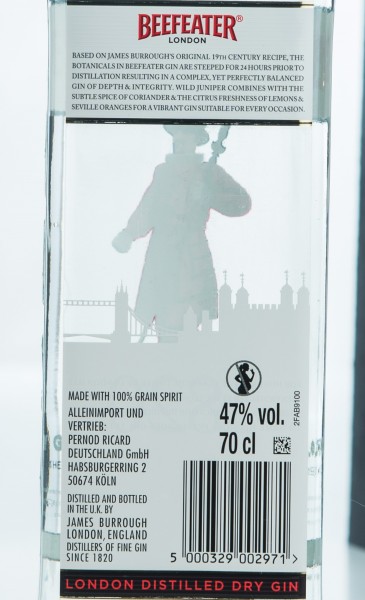 BEEFEATER®
LONDON
BASED ON JAMES BURROUGH'S ORIGINAL 19TH CENTURY RECIPE, THE
BOTANICALS IN BEEFEATER GIN ARE STEEPED FOR 24 HOURS PRIOR TO
DISTILLATION RESULTING IN A COMPLEX, YET PERFECTLY BALANCED
GIN OF DEPTH & INTEGRITY. WILD JUNIPER COMBINES WITH THE
SUBTLE SPICE OF CORIANDER & THE CITRUS FRESHNESS OF LEMONS &
SEVILLE ORANGES FOR A VIBRANT GIN SUITABLE FOR EVERY OCCASION.
MADE WITH 100% GRAIN SPIRIT
ALLEINIMPORT UND
VERTRIEB:
PERNOD RICARD
DEUTSCHLAND GmbH
HABSBURGERRING 2
50674 KÖLN
DISTILLED AND BOTTLED
IN THE U.K. BY
JAMES BURROUGH
LONDON, ENGLAND
DISTILLERS OF FINE GIN
SINCE 1820
47% vol.
70 cl
2FAB9100
5 000329 002971 >
LONDON DISTILLED DRY GIN